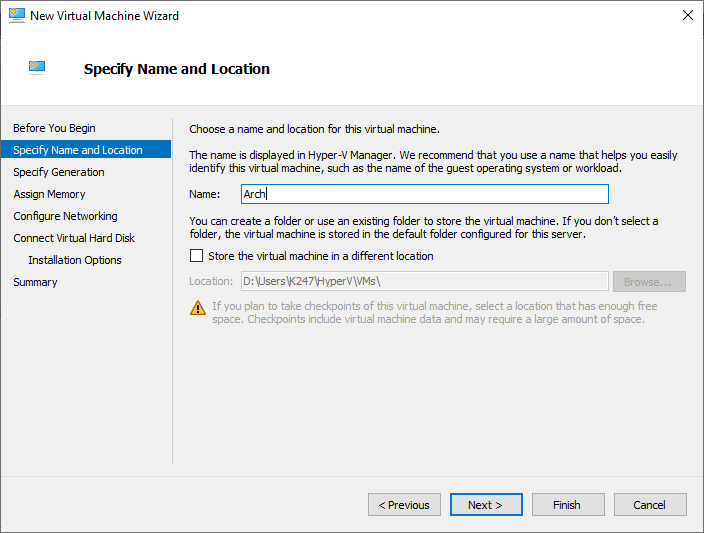 New Virtual Machine Wizard
Specify Name and Location
Before You Begin
Specify Name and Location
Specify Generation
Assign Memory
Configure Networking
Connect Virtual Hard Disk
Installation Options
Summary
Choose a name and location for this virtual machine.
The name is displayed in Hyper-V Manager. We recommend that you use a name that helps you easily
identify this virtual machine, such as the name of the guest operating system or workload.
Name: Arch
You can create a folder or use an existing folder to store the virtual machine. If you don't select a
folder, the virtual machine is stored in the default folder configured for this server.
Store the virtual machine in a different location
Location: D:\Users\K247\HyperV\VMs\ Browse...
If you plan to take checkpoints of this virtual machine, select a location that has enough free
space. Checkpoints include virtual machine data and may require a large amount of space.
< Previous Next > Finish Cancel